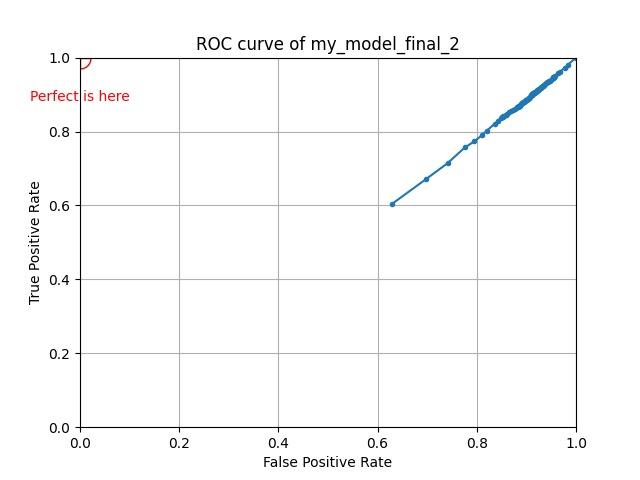 ROC curve of my_model_final_2
1.0
Perfect is here
0.8
0.6
0.4
0.2
0.0
True Positive Rate
0.0 0.2 0.4 0.6 0.8 1.0
False Positive Rate